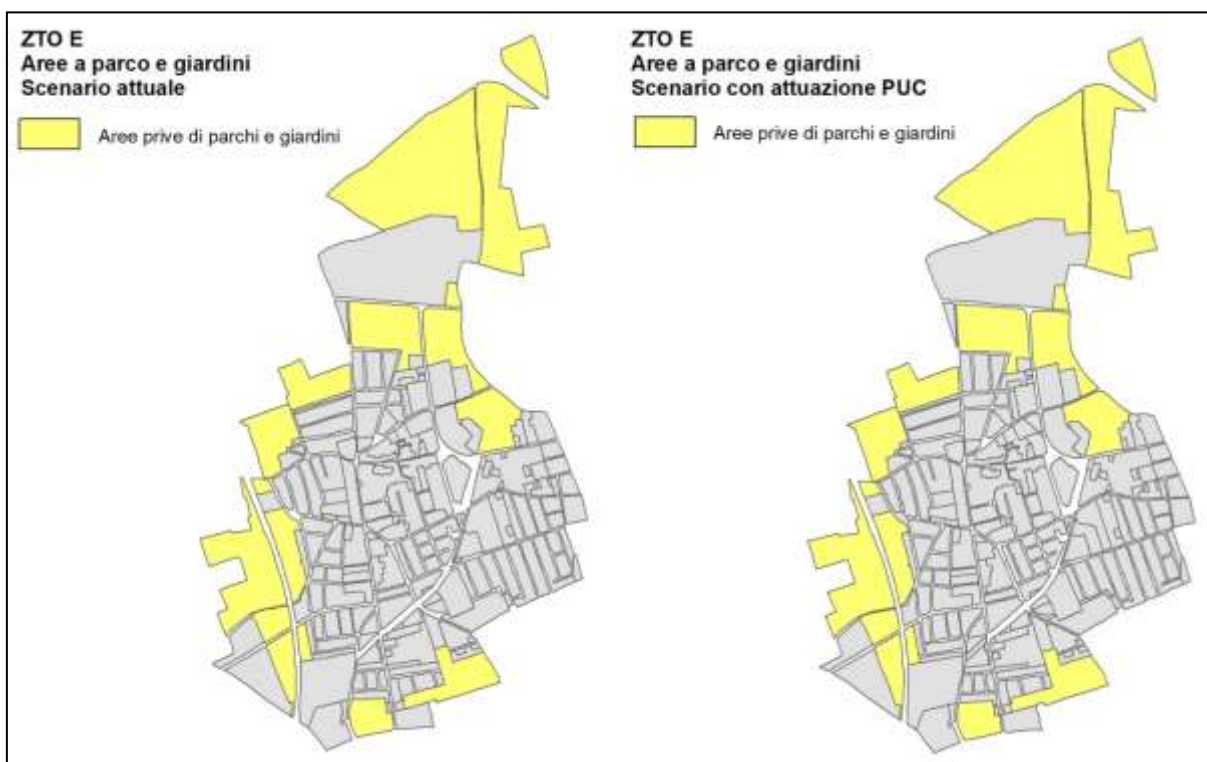 ZTO E
Aree a parco e giardini
Scenario attuale
Aree prive di parchi e giardini
ZTO E
Aree a parco e giardini
Scenario con attuazione PUC
Aree prive di parchi e giardini